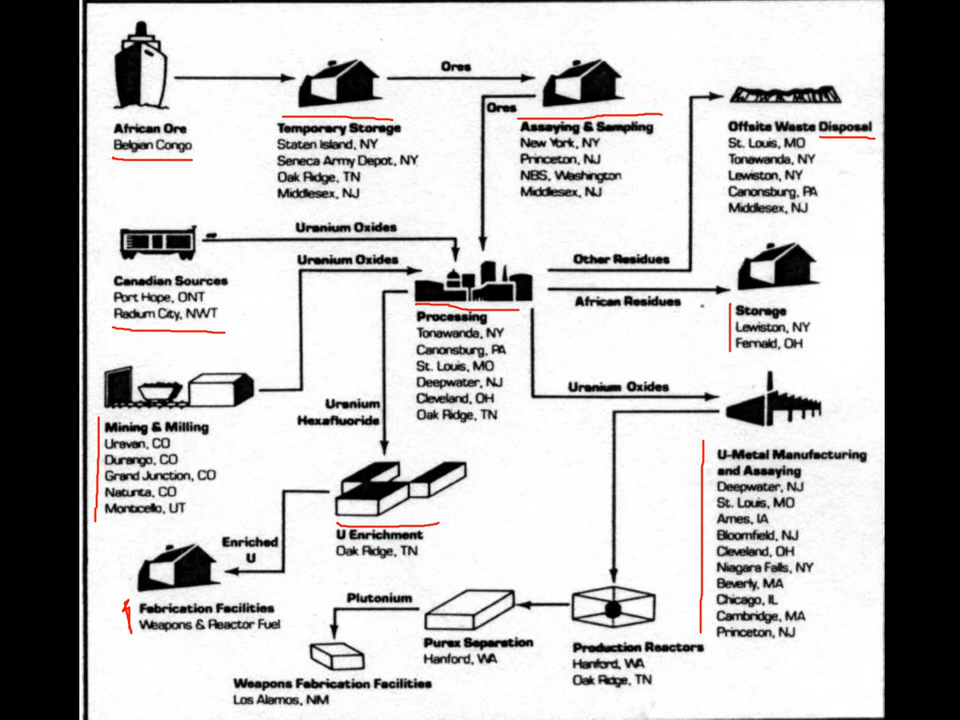 African Ore
Belgian Congo
Temporary Storage
Staten Island, NY
Seneca Army Depot, NY
Oak Ridge, TN
Middlesex, NJ
Ores
Ores
Assaying & Sampling
New York, NY
Princeton, NJ
NBS, Washington
Middlesex, NJ
Offsite Waste Disposal
St. Louis, MO
Tonawanda, NY
Lewiston, NY
Canonsburg, PA
Middlesex, NJ
Uranium Oxides
Canadian Sources
Port Hope, ONT
Radium City, NWT
Uranium Oxides
Other Residues
African Residues
Storage
Lewiston, NY
Fernald, OH
Processing
Tonawanda, NY
Canonsburg, PA
St. Louis, MO
Deepwater, NJ
Cleveland, OH
Oak Ridge, TN
Uranium Oxides
Uranium
Hexafluoride
Mining & Milling
Uravan, CO
Durango, CO
Grand Junction, CO
Natunta, CO
Monticello, UT
U-Metal Manufacturing
and Assaying
Deepwater, NJ
St. Louis, MO
Ames, IA
Bloomfield, NJ
Cleveland, OH
Niagara Falls, NY
Beverly, MA
Chicago, IL
Cambridge, MA
Princeton, NJ
U Enrichment
Oak Ridge, TN
Enriched
U
Fabrication Facilities
Weapons & Reactor Fuel
Plutonium
Purex Separation
Hanford, WA
Production Reactors
Hanford, WA
Oak Ridge, TN
Weapons Fabrication Facilities
Los Alamos, NM